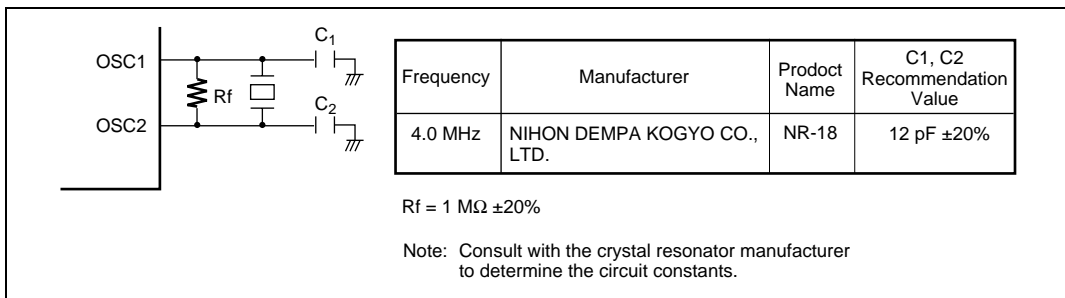 OSC1
OSC2
Rf
C1
C2
Frequency
Manufacturer
Product
Name
C1, C2
Recommendation
Value
4.0 MHz
NIHON DEMPA KOGYO CO.,
LTD.
NR-18
12 pF ±20%
Rf = 1 MΩ ±20%
Note: Consult with the crystal resonator manufacturer
to determine the circuit constants.